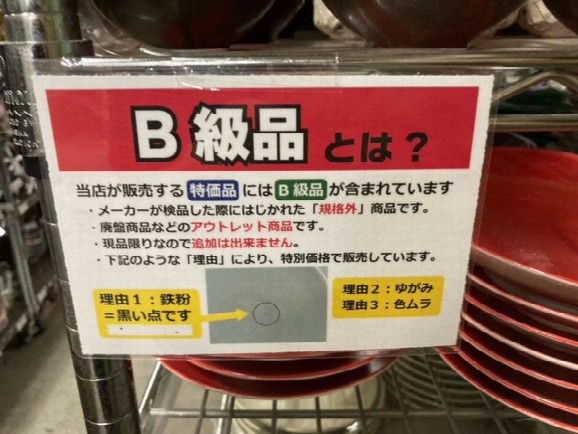 B級品とは？
当店が販売する 特価品 には B級品 が含まれています
・メーカーが検品した際にはじかれた「規格外」商品です。
・廃盤商品などのアウトレット商品です。
・現品限りなので追加は出来ません。
・下記のような「理由」により、特別価格で販売しています。
理由１：鉄粉
＝黒い点です
理由２：ゆがみ
理由３：色ムラ